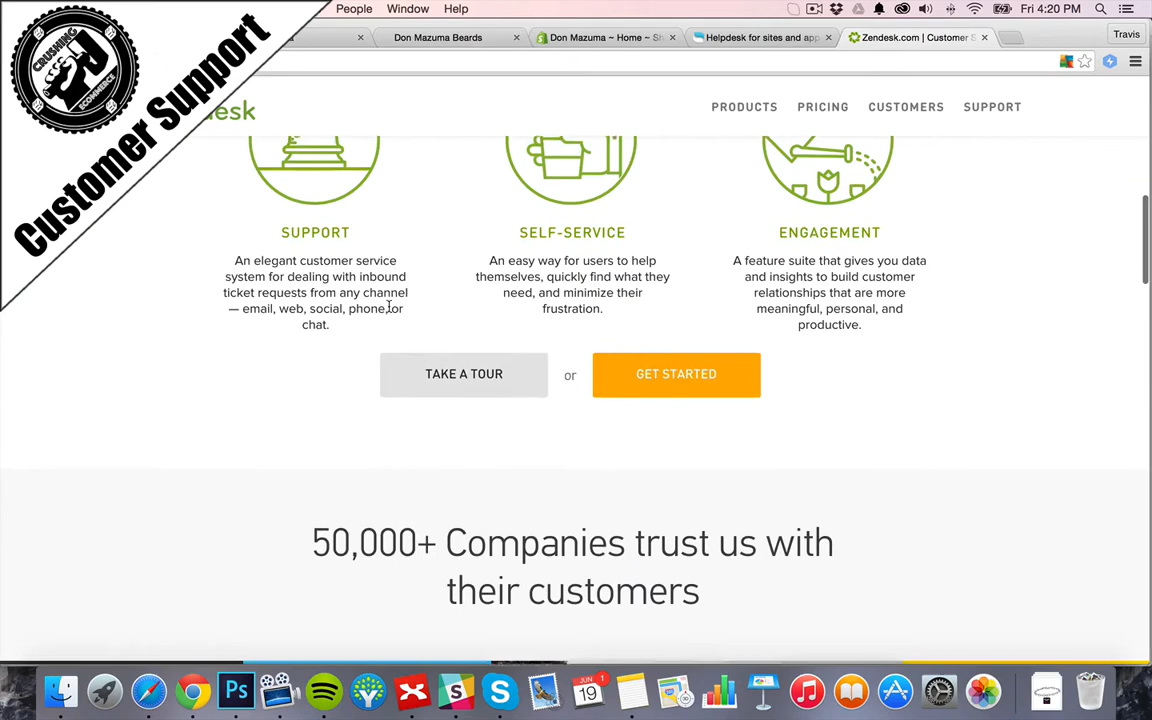 People Window Help
Fri 4:20 PM
Don Mazuma Beards
Don Mazuma ~ Home ~ Sh
Helpdesk for sites and app
Zendesk.com | Customer S
Travis
CRUSHING
ECOMMERCE
Customer Support
desk
PRODUCTS PRICING CUSTOMERS SUPPORT
SUPPORT
An elegant customer service
system for dealing with inbound
ticket requests from any channel
— email, web, social, phone, or
chat.
SELF-SERVICE
An easy way for users to help
themselves, quickly find what they
need, and minimize their
frustration.
ENGAGEMENT
A feature suite that gives you data
and insights to build customer
relationships that are more
meaningful, personal, and
productive.
TAKE A TOUR or GET STARTED
50,000+ Companies trust us with
their customers
Ps
JUN 1
19